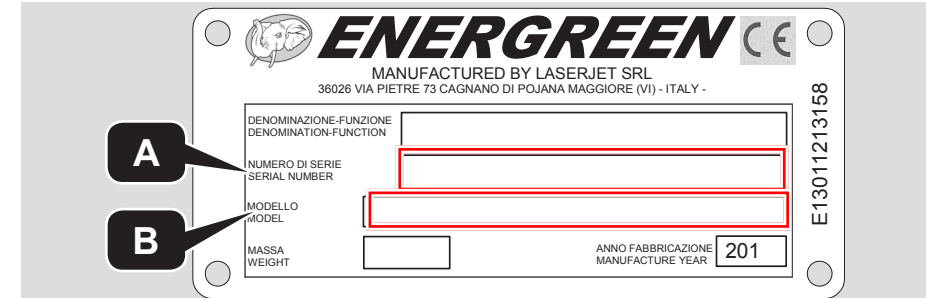 ENERGREEN CE
MANUFACTURED BY LASERJET SRL
36026 VIA PIETRE 73 CAGNANO DI POJANA MAGGIORE (VI) - ITALY -
DENOMINAZIONE-FUNZIONE
DENOMINATION-FUNCTION
A
NUMERO DI SERIE
SERIAL NUMBER
B
MODELLO
MODEL
MASSA
WEIGHT
ANNO FABBRICAZIONE
MANUFACTURE YEAR
201
E13011213158